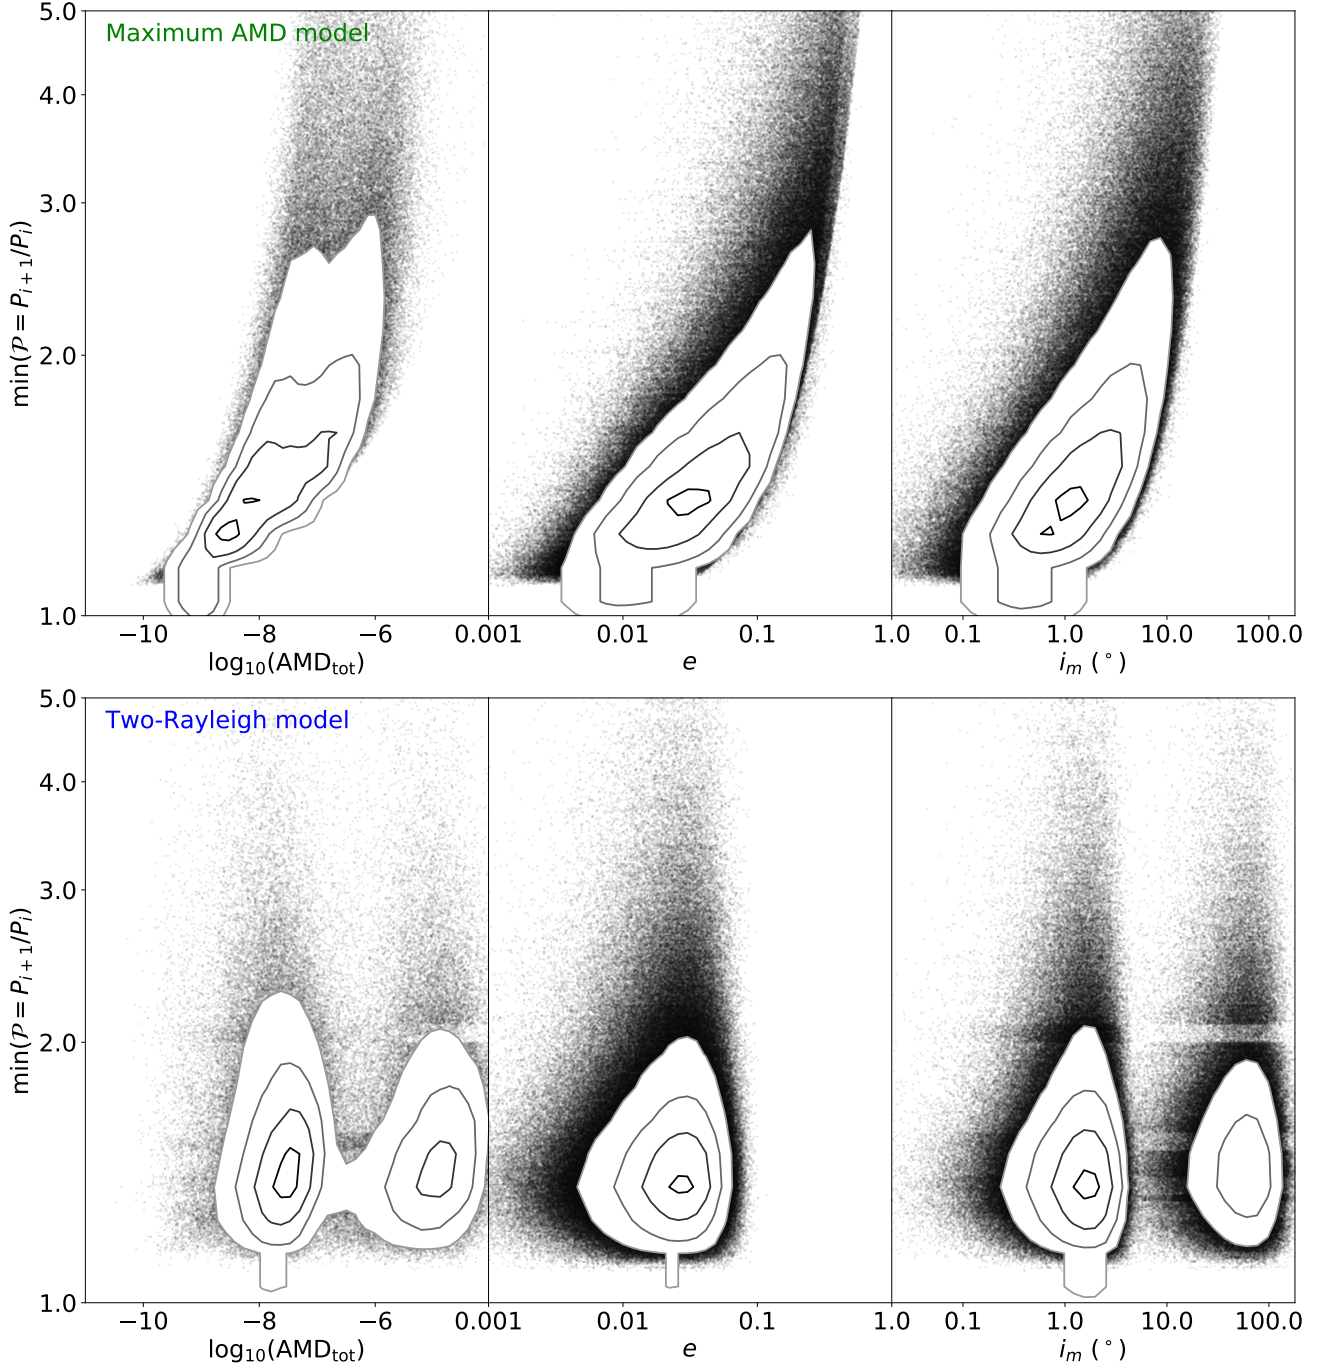 Maximum AMD model
5.0
4.0
3.0
2.0
1.0
min(𝒫 = P_{i+1}/P_i)
−10 −8 −6 0.001 0.01 0.1 1.0 0.1 1.0 10.0 100.0
log₁₀(AMD_tot) e i_m (°)
Two-Rayleigh model
5.0
4.0
3.0
2.0
1.0
min(𝒫 = P_{i+1}/P_i)
−10 −8 −6 0.001 0.01 0.1 1.0 0.1 1.0 10.0 100.0
log₁₀(AMD_tot) e i_m (°)